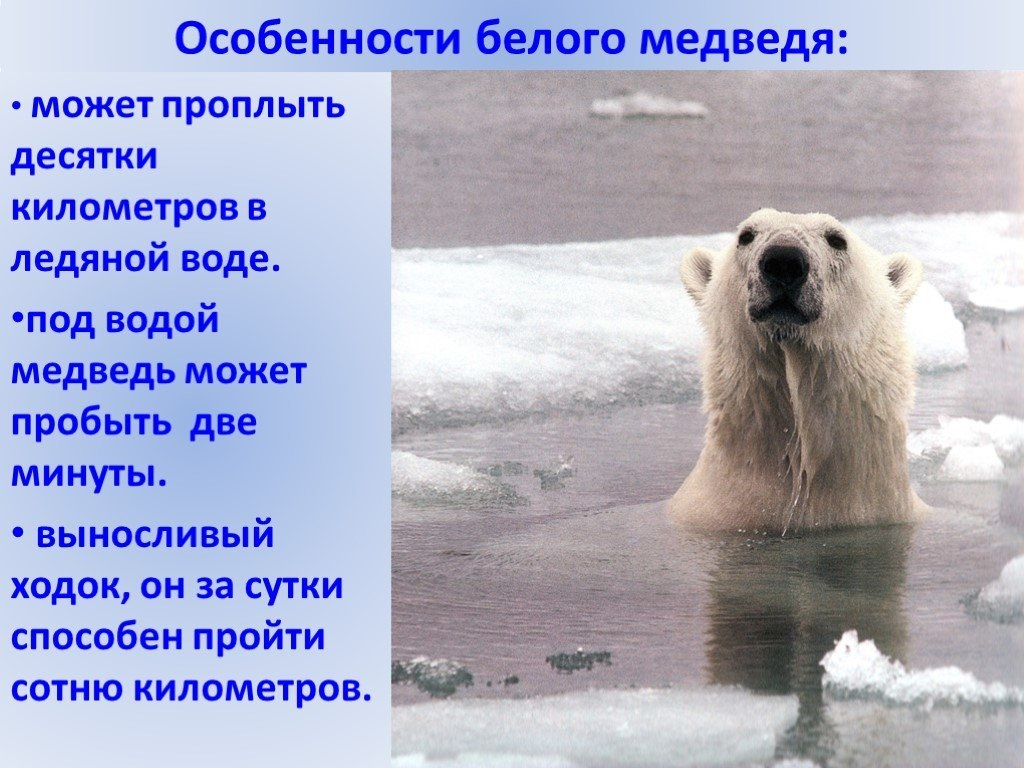 Особенности белого медведя:
• может проплыть
десятки
километров в
ледяной воде.
•под водой
медведь может
пробыть  две
минуты.
• выносливый
ходок, он за сутки
способен пройти
сотню километров.